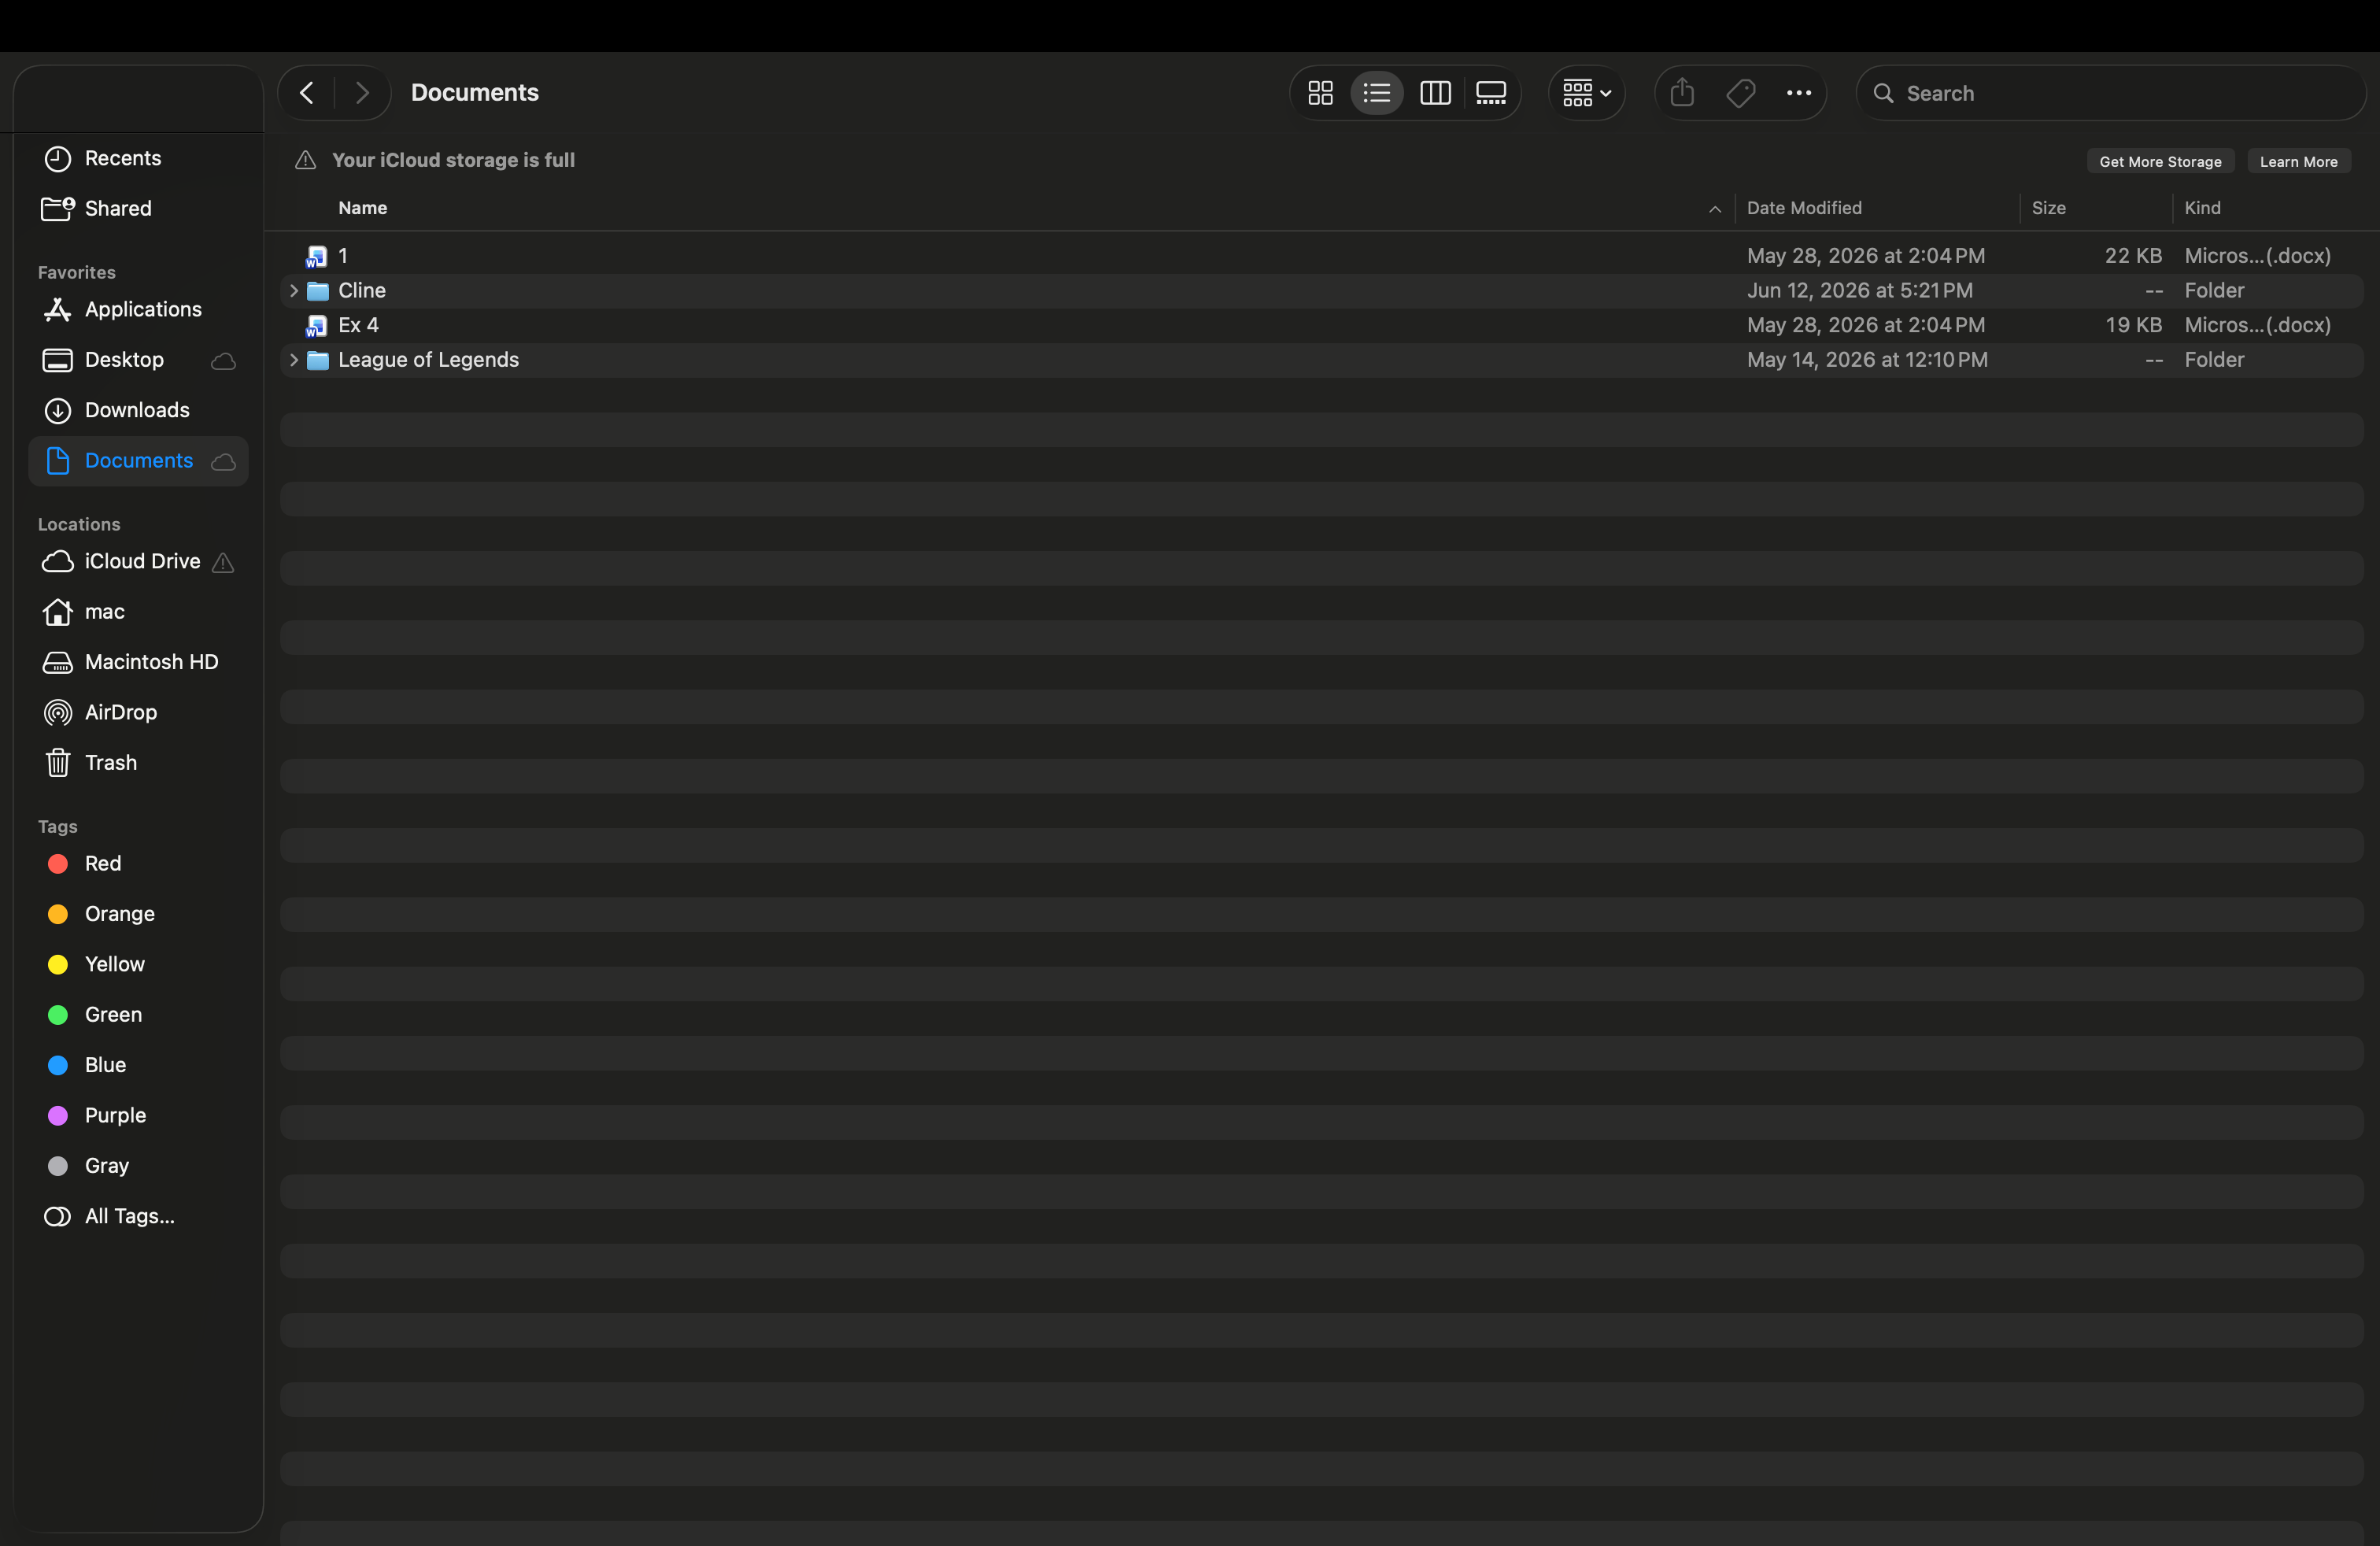 Documents
Search
Recents
Shared
Favorites
Applications
Desktop
Downloads
Documents
Locations
iCloud Drive
mac
Macintosh HD
AirDrop
Trash
Tags
Red
Orange
Yellow
Green
Blue
Purple
Gray
All Tags...
Your iCloud storage is full
Get More Storage Learn More
Name Date Modified Size Kind
1 May 28, 2026 at 2:04 PM 22 KB Micros...(.docx)
Cline Jun 12, 2026 at 5:21 PM -- Folder
Ex 4 May 28, 2026 at 2:04 PM 19 KB Micros...(.docx)
League of Legends May 14, 2026 at 12:10 PM -- Folder